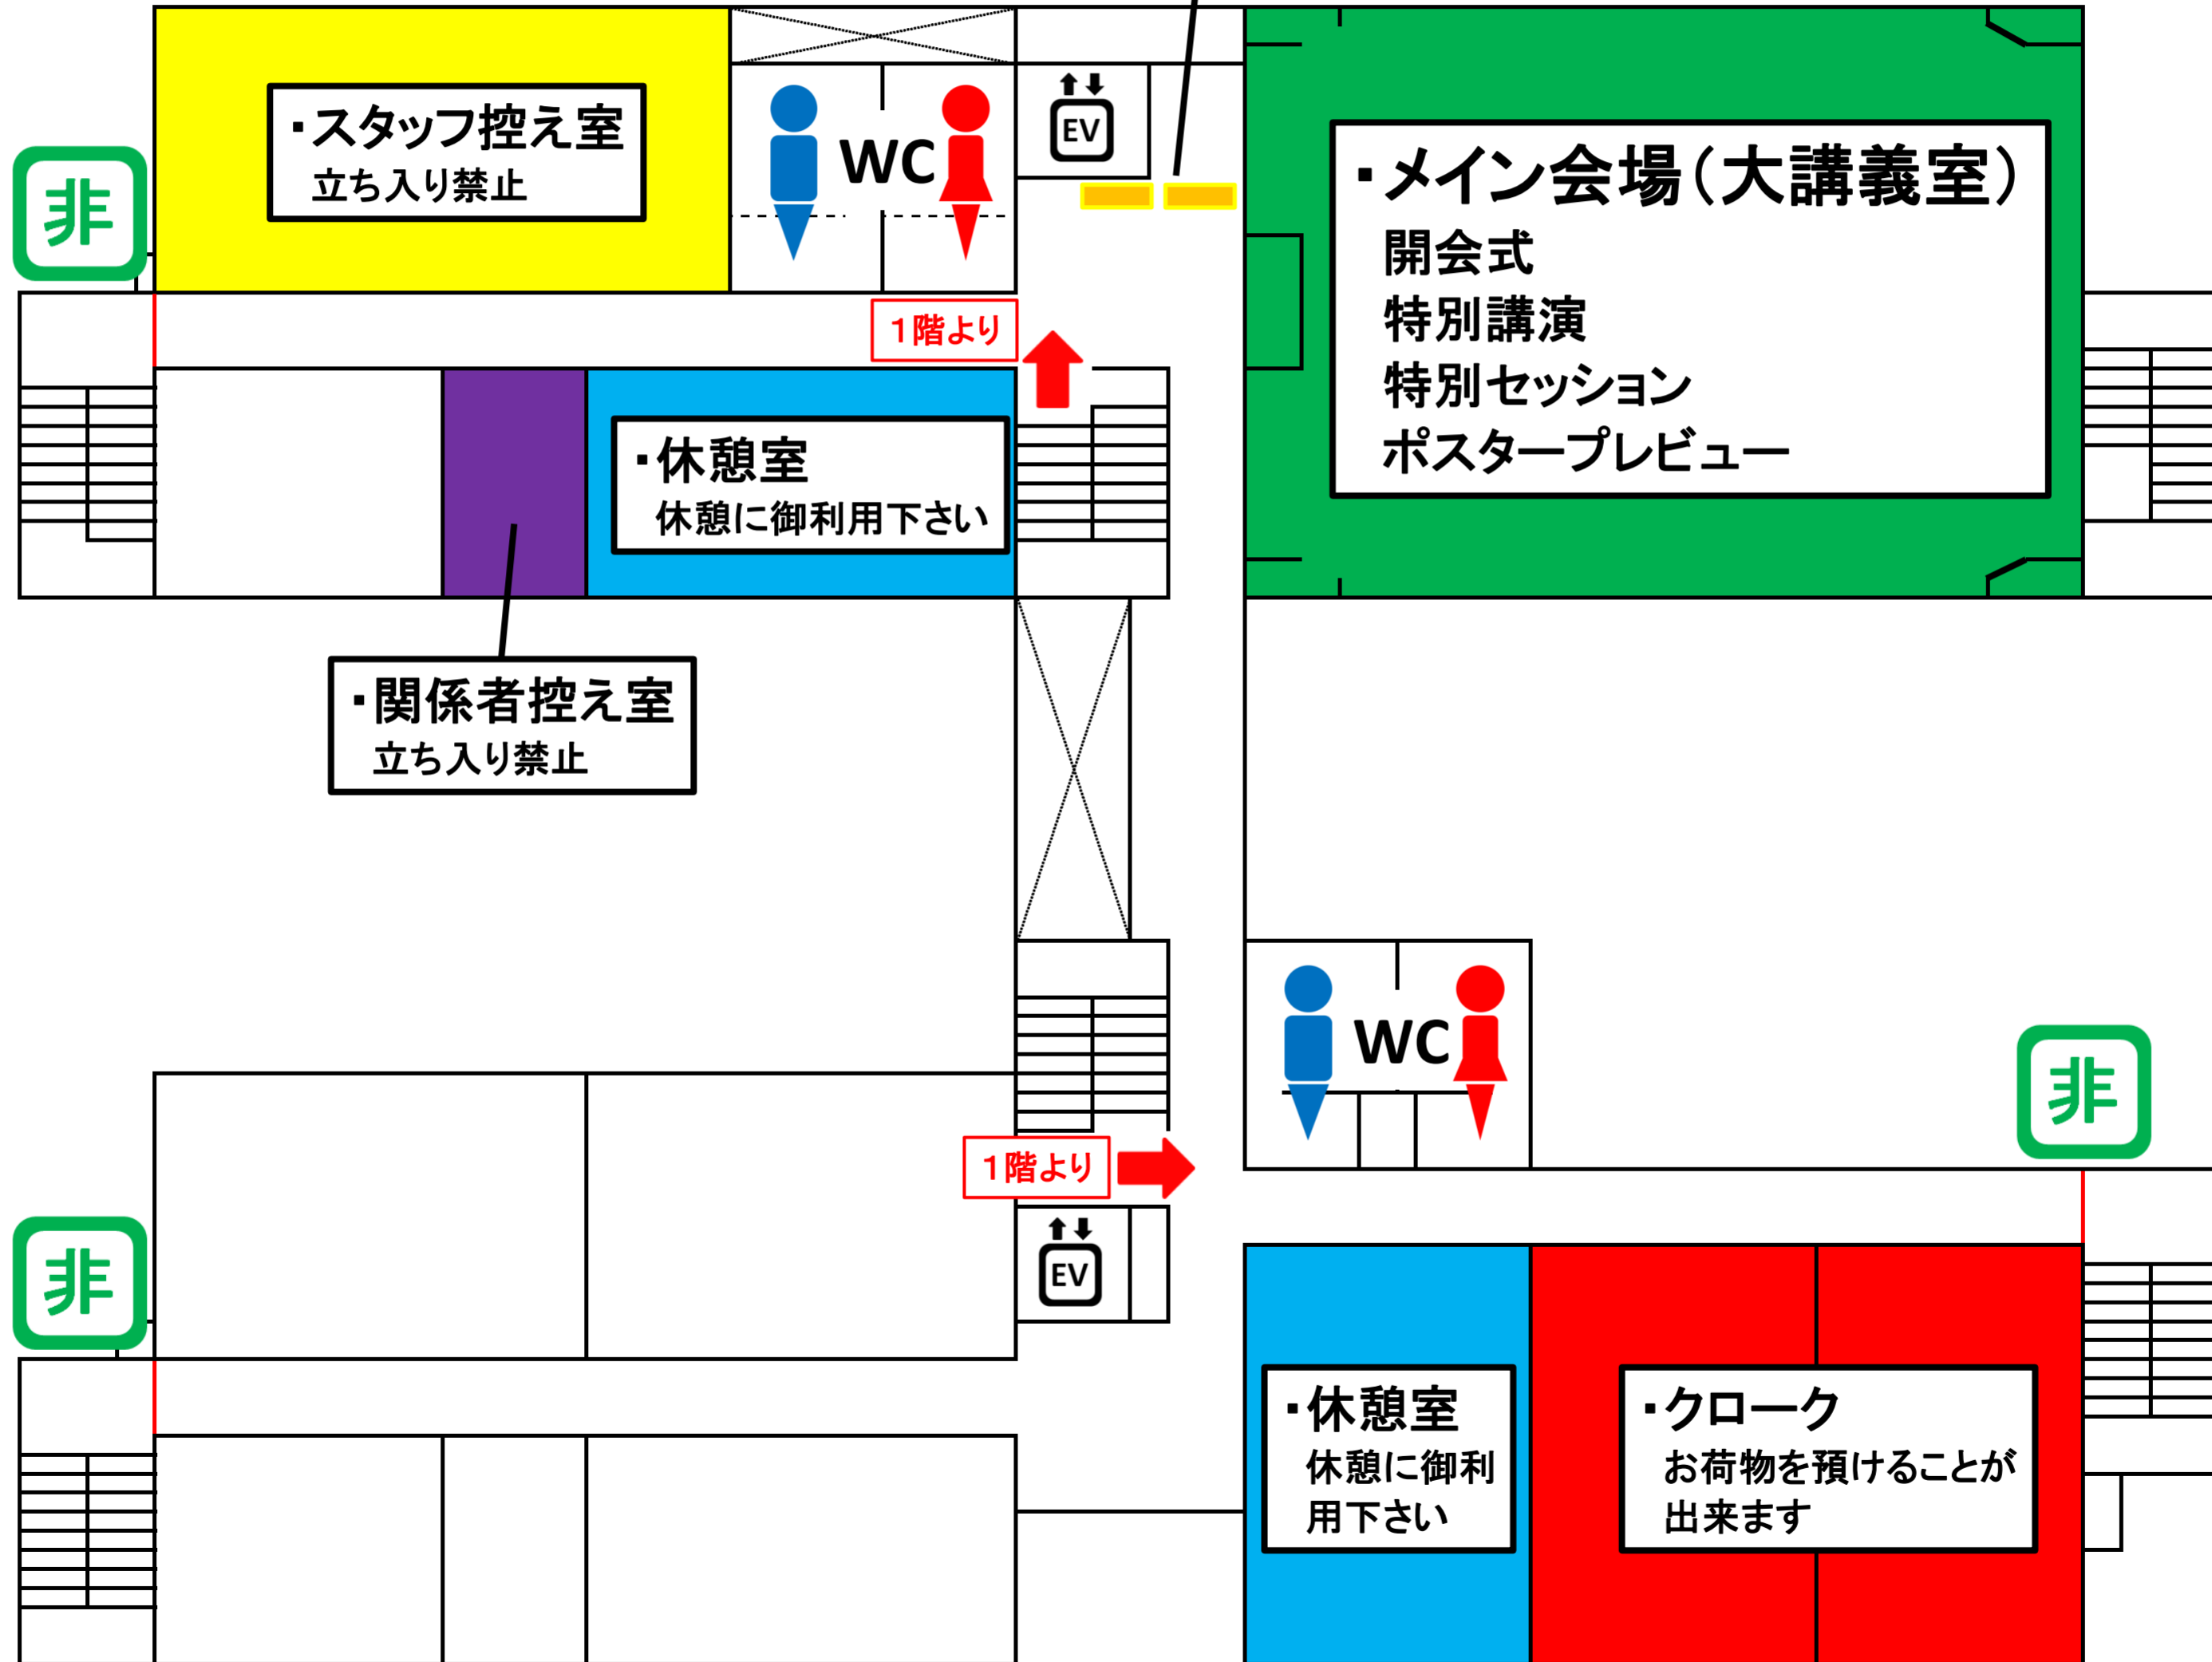 ・スタッフ控え室
立ち入り禁止
WC
EV
・メイン会場(大講義室)
開会式
特別講演
特別セッション
ポスタープレビュー
非
1階より
・休憩室
休憩に御利用下さい
・関係者控え室
立ち入り禁止
WC
非
1階より
非
EV
・休憩室
休憩に御利
用下さい
・クローク
お荷物を預けることが
出来ます